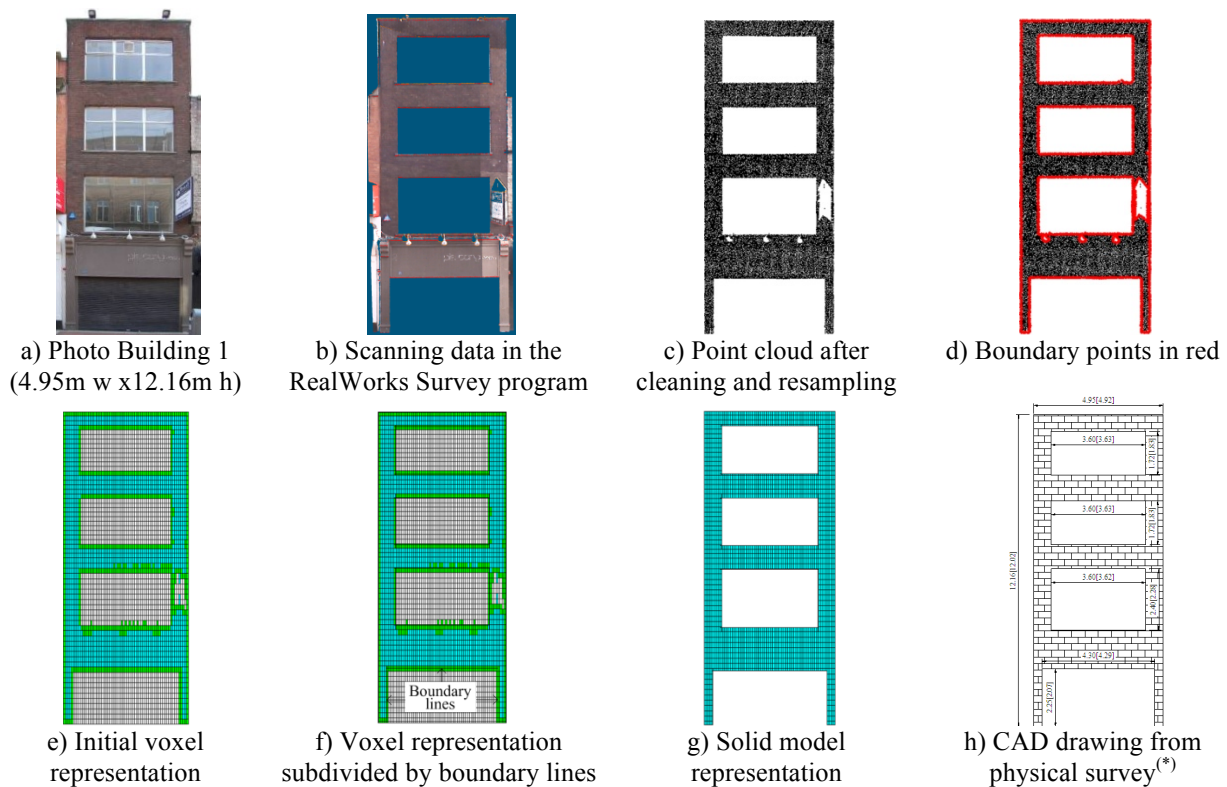 a) Photo Building 1
(4.95m w x12.16m h)
b) Scanning data in the
RealWorks Survey program
c) Point cloud after
cleaning and resampling
d) Boundary points in red
Boundary
lines
4.95[4.92]
3.60[3.63]
1.72[1.83]
3.60[3.63]
1.72[1.83]
12.16[12.02]
3.60[3.62]
2.40[2.28]
4.30[4.29]
2.25[2.07]
e) Initial voxel
representation
f) Voxel representation
subdivided by boundary lines
g) Solid model
representation
h) CAD drawing from
physical survey(*)